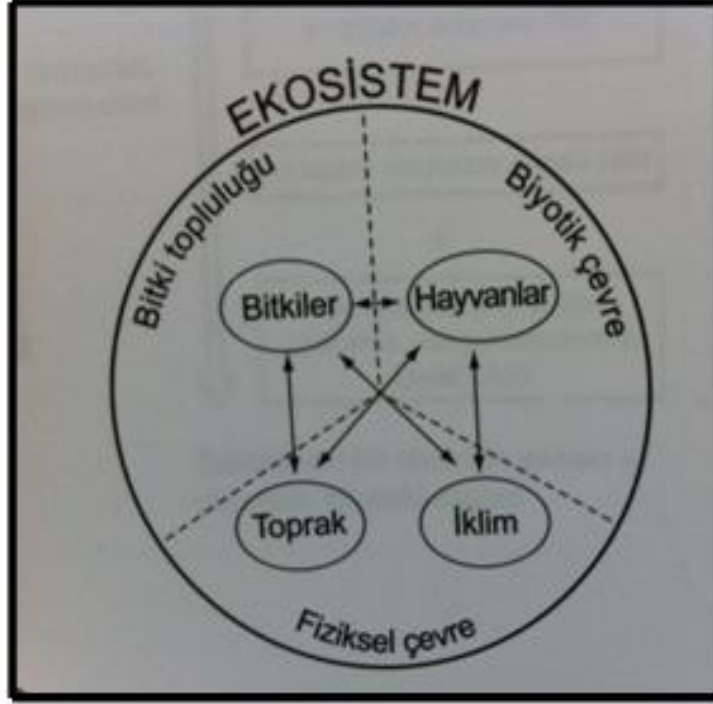 EKOSİSTEM
Bitki topluluğu
Biyotik çevre
Bitkiler
Hayvanlar
Toprak
İklim
Fiziksel çevre